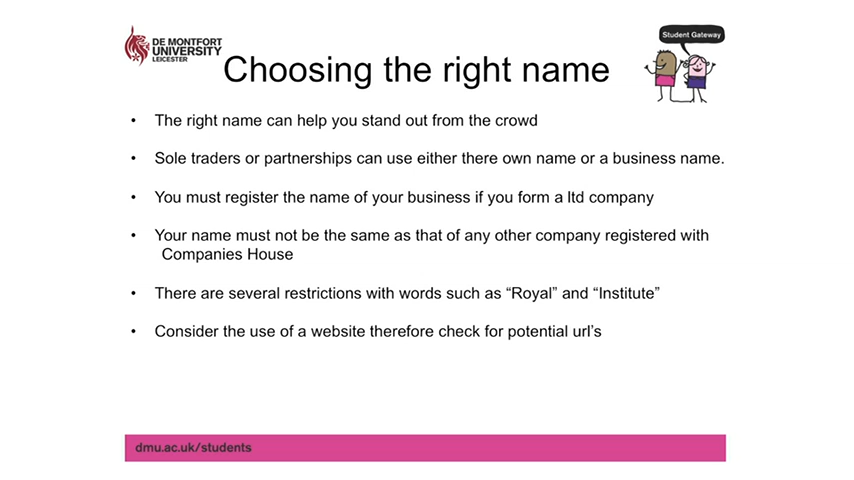 DE MONTFORT
UNIVERSITY
LEICESTER
Student Gateway
Choosing the right name
• The right name can help you stand out from the crowd
• Sole traders or partnerships can use either there own name or a business name.
• You must register the name of your business if you form a ltd company
• Your name must not be the same as that of any other company registered with
Companies House
• There are several restrictions with words such as “Royal” and “Institute”
• Consider the use of a website therefore check for potential url’s
dmu.ac.uk/students